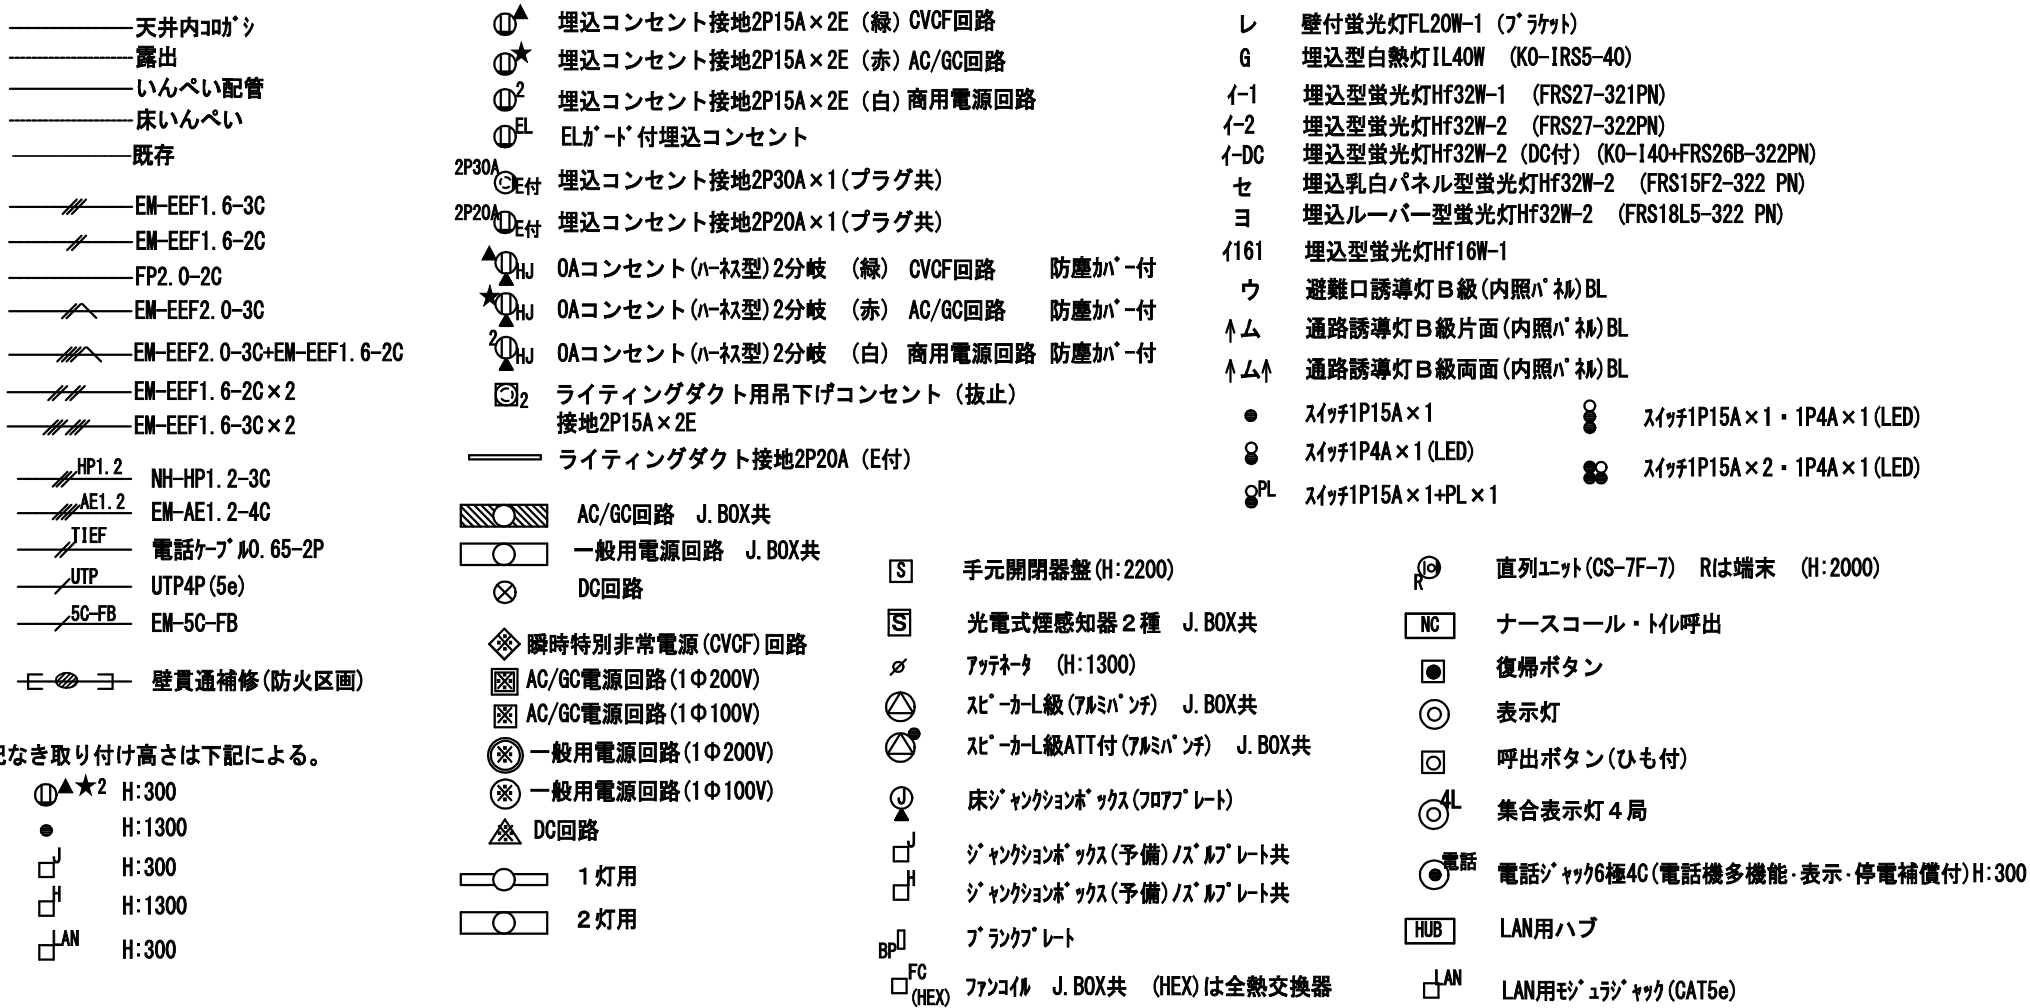 天井内コロガシ
露出
いんぺい配管
床いんぺい
既存
EM-EEF1.6-3C
EM-EEF1.6-2C
FP2.0-2C
EM-EEF2.0-3C
EM-EEF2.0-3C+EM-EEF1.6-2C
EM-EEF1.6-2C×2
EM-EEF1.6-3C×2
HP1.2 NH-HP1.2-3C
AE1.2 EM-AE1.2-4C
TIEF 電話ケーブル0.65-2P
UTP UTP4P(5e)
5C-FB EM-5C-FB
壁貫通補修(防火区画)
記なき取り付け高さは下記による。
▲★2 H:300
● H:1300
J H:300
H H:1300
LAN H:300
▲ 埋込コンセント接地2P15A×2E (緑) CVCF回路
★ 埋込コンセント接地2P15A×2E (赤) AC/GC回路
2 埋込コンセント接地2P15A×2E (白) 商用電源回路
EL ELガード付埋込コンセント
2P30A E付 埋込コンセント接地2P30A×1(プラグ共)
2P20A E付 埋込コンセント接地2P20A×1(プラグ共)
▲ HJ OAコンセント(ハーネス型)2分岐 (緑) CVCF回路 防塵カバー付
★ HJ OAコンセント(ハーネス型)2分岐 (赤) AC/GC回路 防塵カバー付
2 HJ OAコンセント(ハーネス型)2分岐 (白) 商用電源回路 防塵カバー付
2 ライティングダクト用吊下げコンセント (抜止)
接地2P15A×2E
ライティングダクト接地2P20A (E付)
AC/GC回路 J.BOX共
一般用電源回路 J.BOX共
DC回路
※ 瞬時特別非常電源(CVCF)回路
※ AC/GC電源回路(1Φ200V)
※ AC/GC電源回路(1Φ100V)
※ 一般用電源回路(1Φ200V)
※ 一般用電源回路(1Φ100V)
※ DC回路
1灯用
2灯用
レ 壁付蛍光灯FL20W-1 (ブラケット)
G 埋込型白熱灯IL40W (KO-IRS5-40)
イ-1 埋込型蛍光灯Hf32W-1 (FRS27-321PN)
イ-2 埋込型蛍光灯Hf32W-2 (FRS27-322PN)
イ-DC 埋込型蛍光灯Hf32W-2 (DC付) (KO-I40+FRS26B-322PN)
セ 埋込乳白パネル型蛍光灯Hf32W-2 (FRS15F2-322 PN)
ヨ 埋込ルーバー型蛍光灯Hf32W-2 (FRS18L5-322 PN)
イ161 埋込型蛍光灯Hf16W-1
ウ 避難口誘導灯B級(内照パネル)BL
↑ム 通路誘導灯B級片面(内照パネル)BL
↑ム↑ 通路誘導灯B級両面(内照パネル)BL
● スイッチ1P15A×1
スイッチ1P4A×1(LED)
PL スイッチ1P15A×1+PL×1
スイッチ1P15A×1・1P4A×1(LED)
スイッチ1P15A×2・1P4A×1(LED)
S 手元開閉器盤(H:2200)
S 光電式煙感知器2種 J.BOX共
アッテネータ (H:1300)
スピーカーL級(アルミパンチ) J.BOX共
スピーカーL級ATT付(アルミパンチ) J.BOX共
J 床ジャンクションボックス(フロアプレート)
J ジャンクションボックス(予備)ノズルプレート共
H ジャンクションボックス(予備)ノズルプレート共
BP ブランクプレート
FC (HEX) ファンコイル J.BOX共 (HEX)は全熱交換器
R 直列ユニット(CS-7F-7) Rは端末 (H:2000)
NC ナースコール・トイレ呼出
復帰ボタン
表示灯
呼出ボタン(ひも付)
4L 集合表示灯4局
電話 電話ジャック6極4C(電話機多機能・表示・停電補償付)H:300
HUB LAN用ハブ
LAN LAN用モジュラジャック(CAT5e)